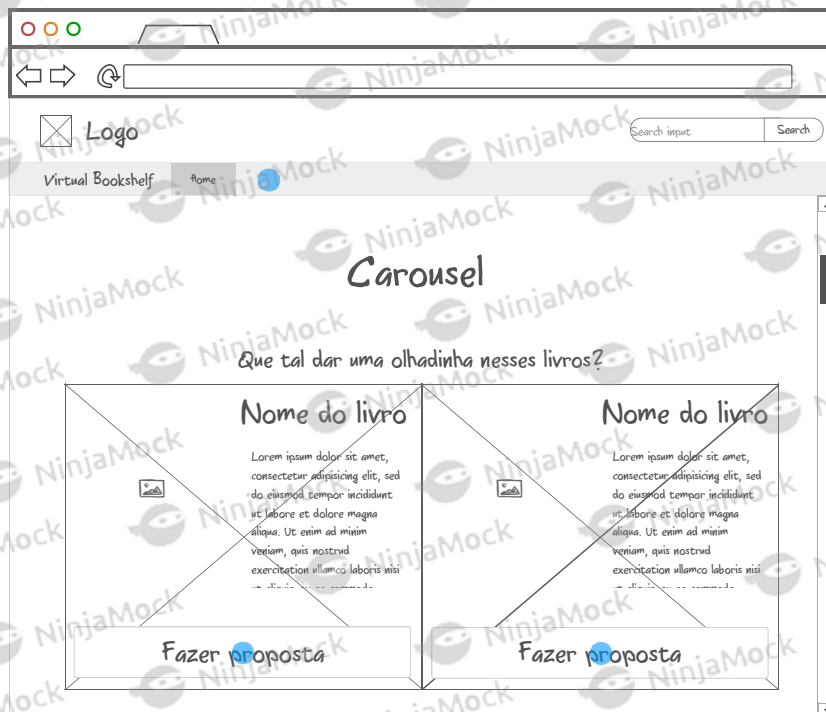 Logo
Search input
Search
Virtual Bookshelf
Home
Carousel
Que tal dar uma olhadinha nesses livros?
Nome do livro
Lorem ipsum dolor sit amet,
consectetur adipisicing elit, sed
do eiusmod tempor incididunt
ut labore et dolore magna
aliqua. Ut enim ad minim
veniam, quis nostrud
exercitation ullamco laboris nisi
Fazer proposta
Nome do livro
Lorem ipsum dolor sit amet,
consectetur adipisicing elit, sed
do eiusmod tempor incididunt
ut labore et dolore magna
aliqua. Ut enim ad minim
veniam, quis nostrud
exercitation ullamco laboris nisi
Fazer proposta
NinjaMock